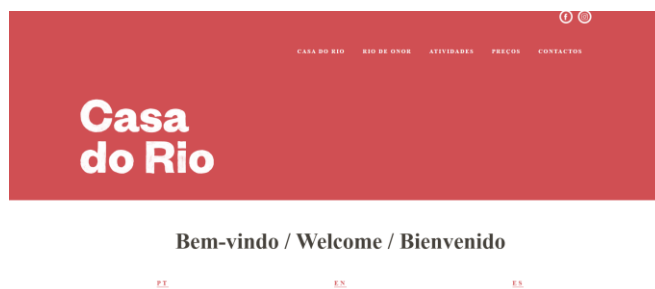 CASA DO RIO RIO DE ONOR ATIVIDADES PREÇOS CONTACTOS
Casa
do Rio
Bem-vindo / Welcome / Bienvenido
PT EN ES